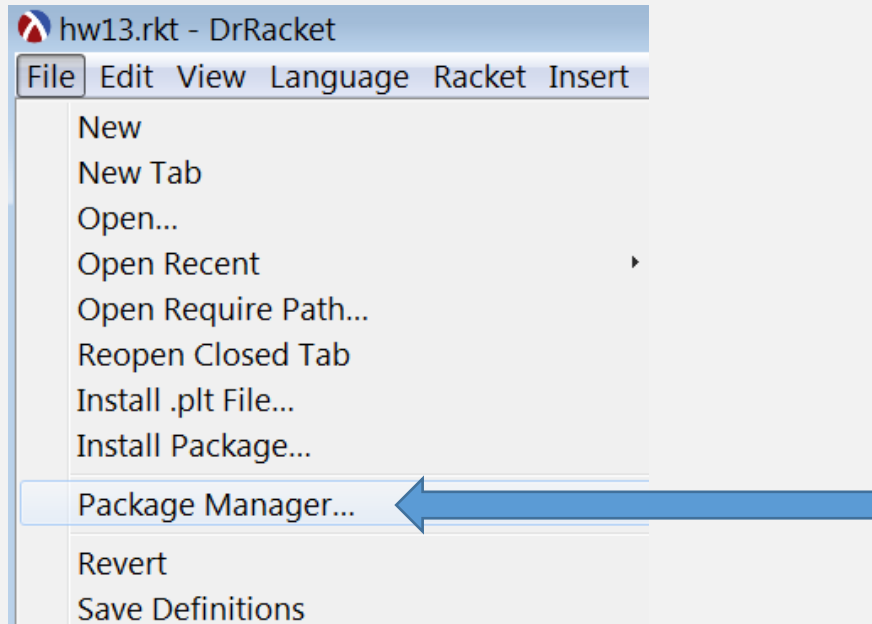 hw13.rkt - DrRacket
File Edit View Language Racket Insert
New
New Tab
Open...
Open Recent
Open Require Path...
Reopen Closed Tab
Install .plt File...
Install Package...
Package Manager...
Revert
Save Definitions